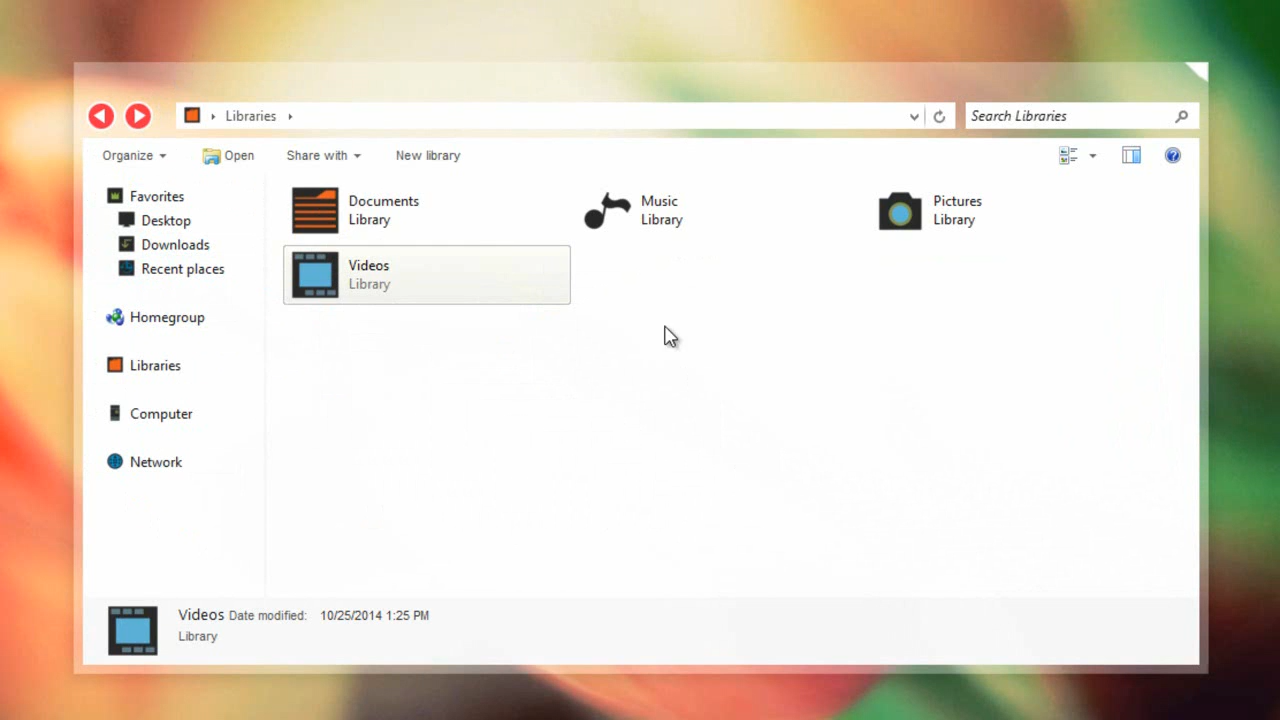 Libraries
Search Libraries
Organize Open Share with New library
Favorites
Desktop
Downloads
Recent places
Homegroup
Libraries
Computer
Network
Documents
Library
Music
Library
Pictures
Library
Videos
Library
Videos Date modified: 10/25/2014 1:25 PM
Library